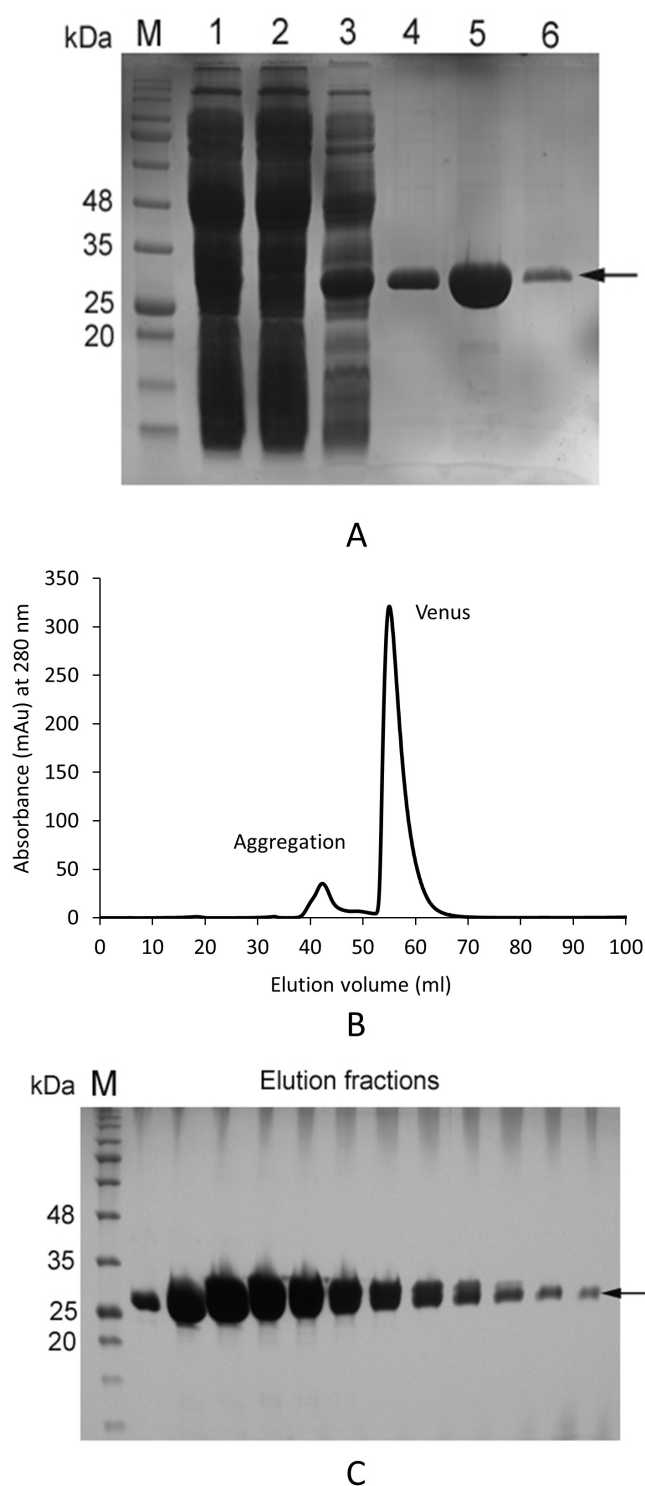 kDa M 1 2 3 4 5 6
48
35
25
20
A
350
300
250
200
150
100
50
0
Absorbance (mAu) at 280 nm
Venus
Aggregation
0 10 20 30 40 50 60 70 80 90 100
Elution volume (ml)
B
kDa M Elution fractions
48
35
25
20
C